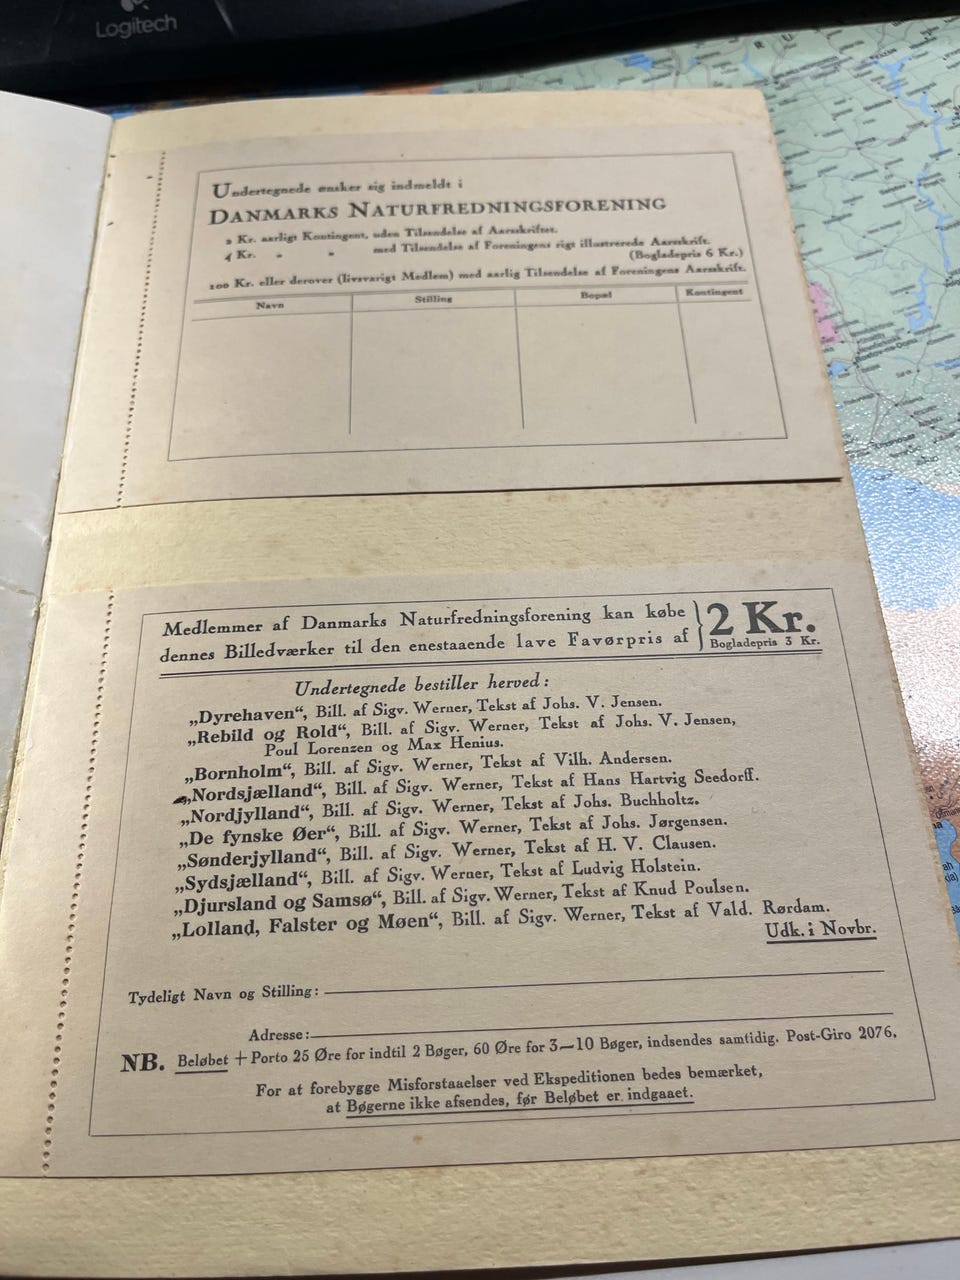 Logitech
Undertegnede ønsker sig indmeldt i
DANMARKS NATURFREDNINGSFORENING
2 Kr. aarligt Kontingent, uden Tilsendelse af Aarsskriftet.
4 Kr. " " med Tilsendelse af Foreningens rigt illustrerede Aarsskrift.
(Bogladepris 6 Kr.)
100 Kr. eller derover (livsvarigt Medlem) med aarlig Tilsendelse af Foreningens Aarsskrift.
Navn Stilling Bopæl Kontingent
Medlemmer af Danmarks Naturfredningsforening kan købe
dennes Billedværker til den enestaaende lave Favørpris af
2 Kr.
Bogladepris 3 Kr.
Undertegnede bestiller herved:
„Dyrehaven“, Bill. af Sigv. Werner, Tekst af Johs. V. Jensen.
„Rebild og Rold“, Bill. af Sigv. Werner, Tekst af Johs. V. Jensen,
Poul Lorenzen og Max Henius.
„Bornholm“, Bill. af Sigv. Werner, Tekst af Vilh. Andersen.
„Nordsjælland“, Bill. af Sigv. Werner, Tekst af Hans Hartvig Seedorff.
„Nordjylland“, Bill. af Sigv. Werner, Tekst af Johs. Buchholtz.
„De fynske Øer“, Bill. af Sigv. Werner, Tekst af Johs. Jørgensen.
„Sønderjylland“, Bill. af Sigv. Werner, Tekst af H. V. Clausen.
„Sydsjælland“, Bill. af Sigv. Werner, Tekst af Ludvig Holstein.
„Djursland og Samsø“, Bill. af Sigv. Werner, Tekst af Knud Poulsen.
„Lolland, Falster og Møen“, Bill. af Sigv. Werner, Tekst af Vald. Rørdam.
Udk. i Novbr.
Tydeligt Navn og Stilling:
Adresse:
NB. Beløbet + Porto 25 Øre for indtil 2 Bøger, 60 Øre for 3—10 Bøger, indsendes samtidig. Post-Giro 2076.
For at forebygge Misforstaaelser ved Ekspeditionen bedes bemærket,
at Bøgerne ikke afsendes, før Beløbet er indgaaet.